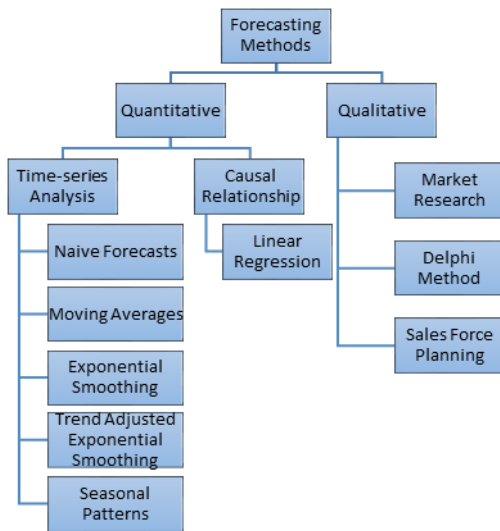 Forecasting
Methods
Quantitative
Qualitative
Time-series
Analysis
Causal
Relationship
Naive Forecasts
Moving Averages
Exponential
Smoothing
Trend Adjusted
Exponential
Smoothing
Seasonal
Patterns
Linear
Regression
Market
Research
Delphi
Method
Sales Force
Planning